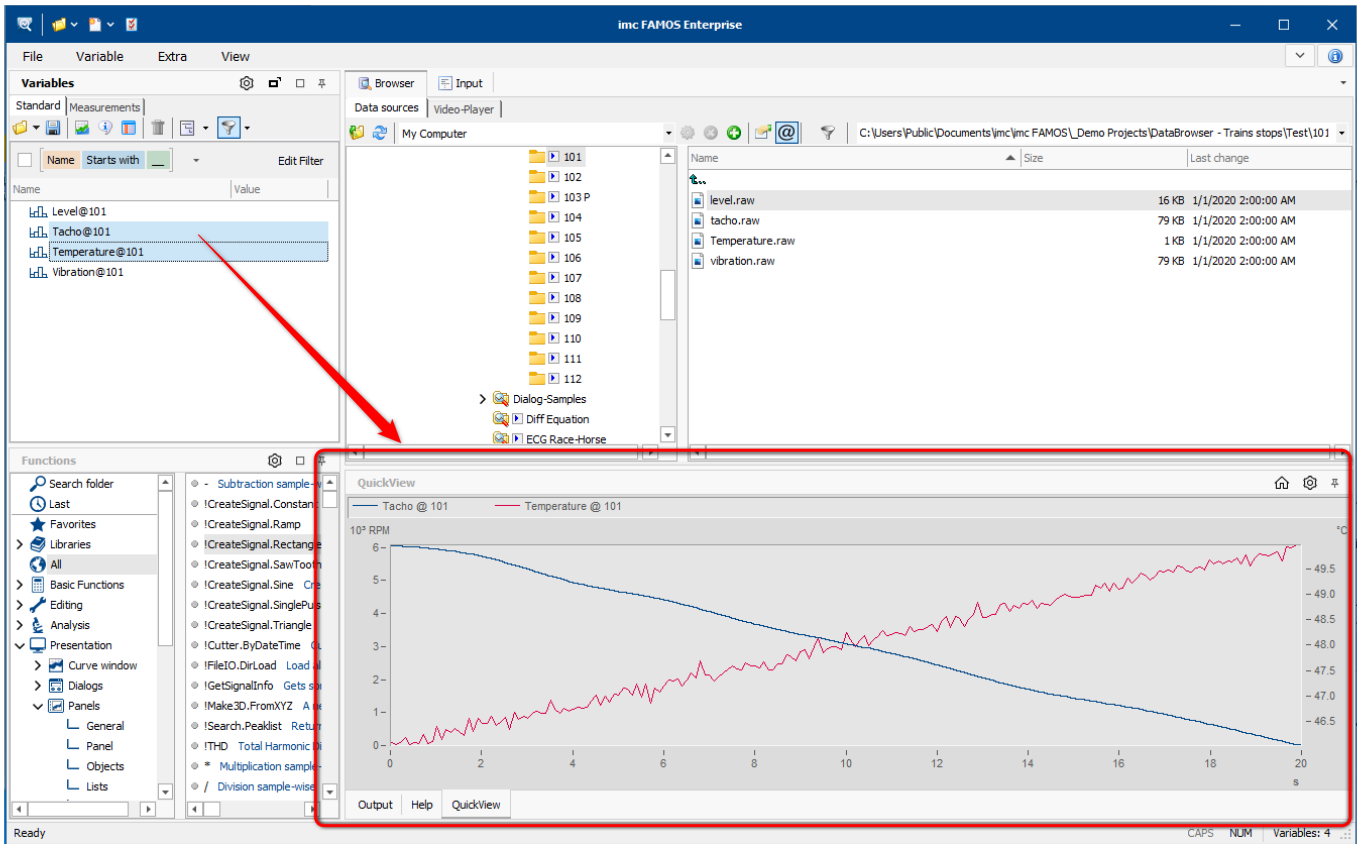 imc FAMOS Enterprise
File Variable Extra View
Variables
Standard Measurements
Name Starts with __ Edit Filter
Name Value
Level@101
Tacho@101
Temperature@101
Vibration@101
Browser Input
Data sources Video-Player
My Computer
C:\Users\Public\Documents\imc\imc FAMOS\_Demo Projects\DataBrowser - Trains stops\Test\101
101
102
103 P
104
105
106
107
108
109
110
111
112
Dialog-Samples
Diff Equation
ECG Race-Horse
Name Size Last change
level.raw 16 KB 1/1/2020 2:00:00 AM
tacho.raw 79 KB 1/1/2020 2:00:00 AM
Temperature.raw 1 KB 1/1/2020 2:00:00 AM
vibration.raw 79 KB 1/1/2020 2:00:00 AM
Functions
Search folder
Last
Favorites
Libraries
All
Basic Functions
Editing
Analysis
Presentation
Curve window
Dialogs
Panels
General
Panel
Objects
Lists
- Subtraction
!CreateSignal.Constant
!CreateSignal.Ramp
!CreateSignal.Rectangle
!CreateSignal.SawTooth
!CreateSignal.Sine
!CreateSignal.SinglePuls
!CreateSignal.Triangle
!Cutter.ByDateTime
!FileIO.DirLoad Load
!GetSignalInfo Gets
!Make3D.FromXYZ A
!Search.Peaklist
!THD Total Harmonic
* Multiplication
/ Division sample-wise
QuickView
Tacho @ 101 Temperature @ 101
10³ RPM °C
6
5
4
3
2
1
0
49.5
49.0
48.5
48.0
47.5
47.0
46.5
0 2 4 6 8 10 12 14 16 18 20
s
Output Help QuickView
Ready CAPS NUM Variables: 4